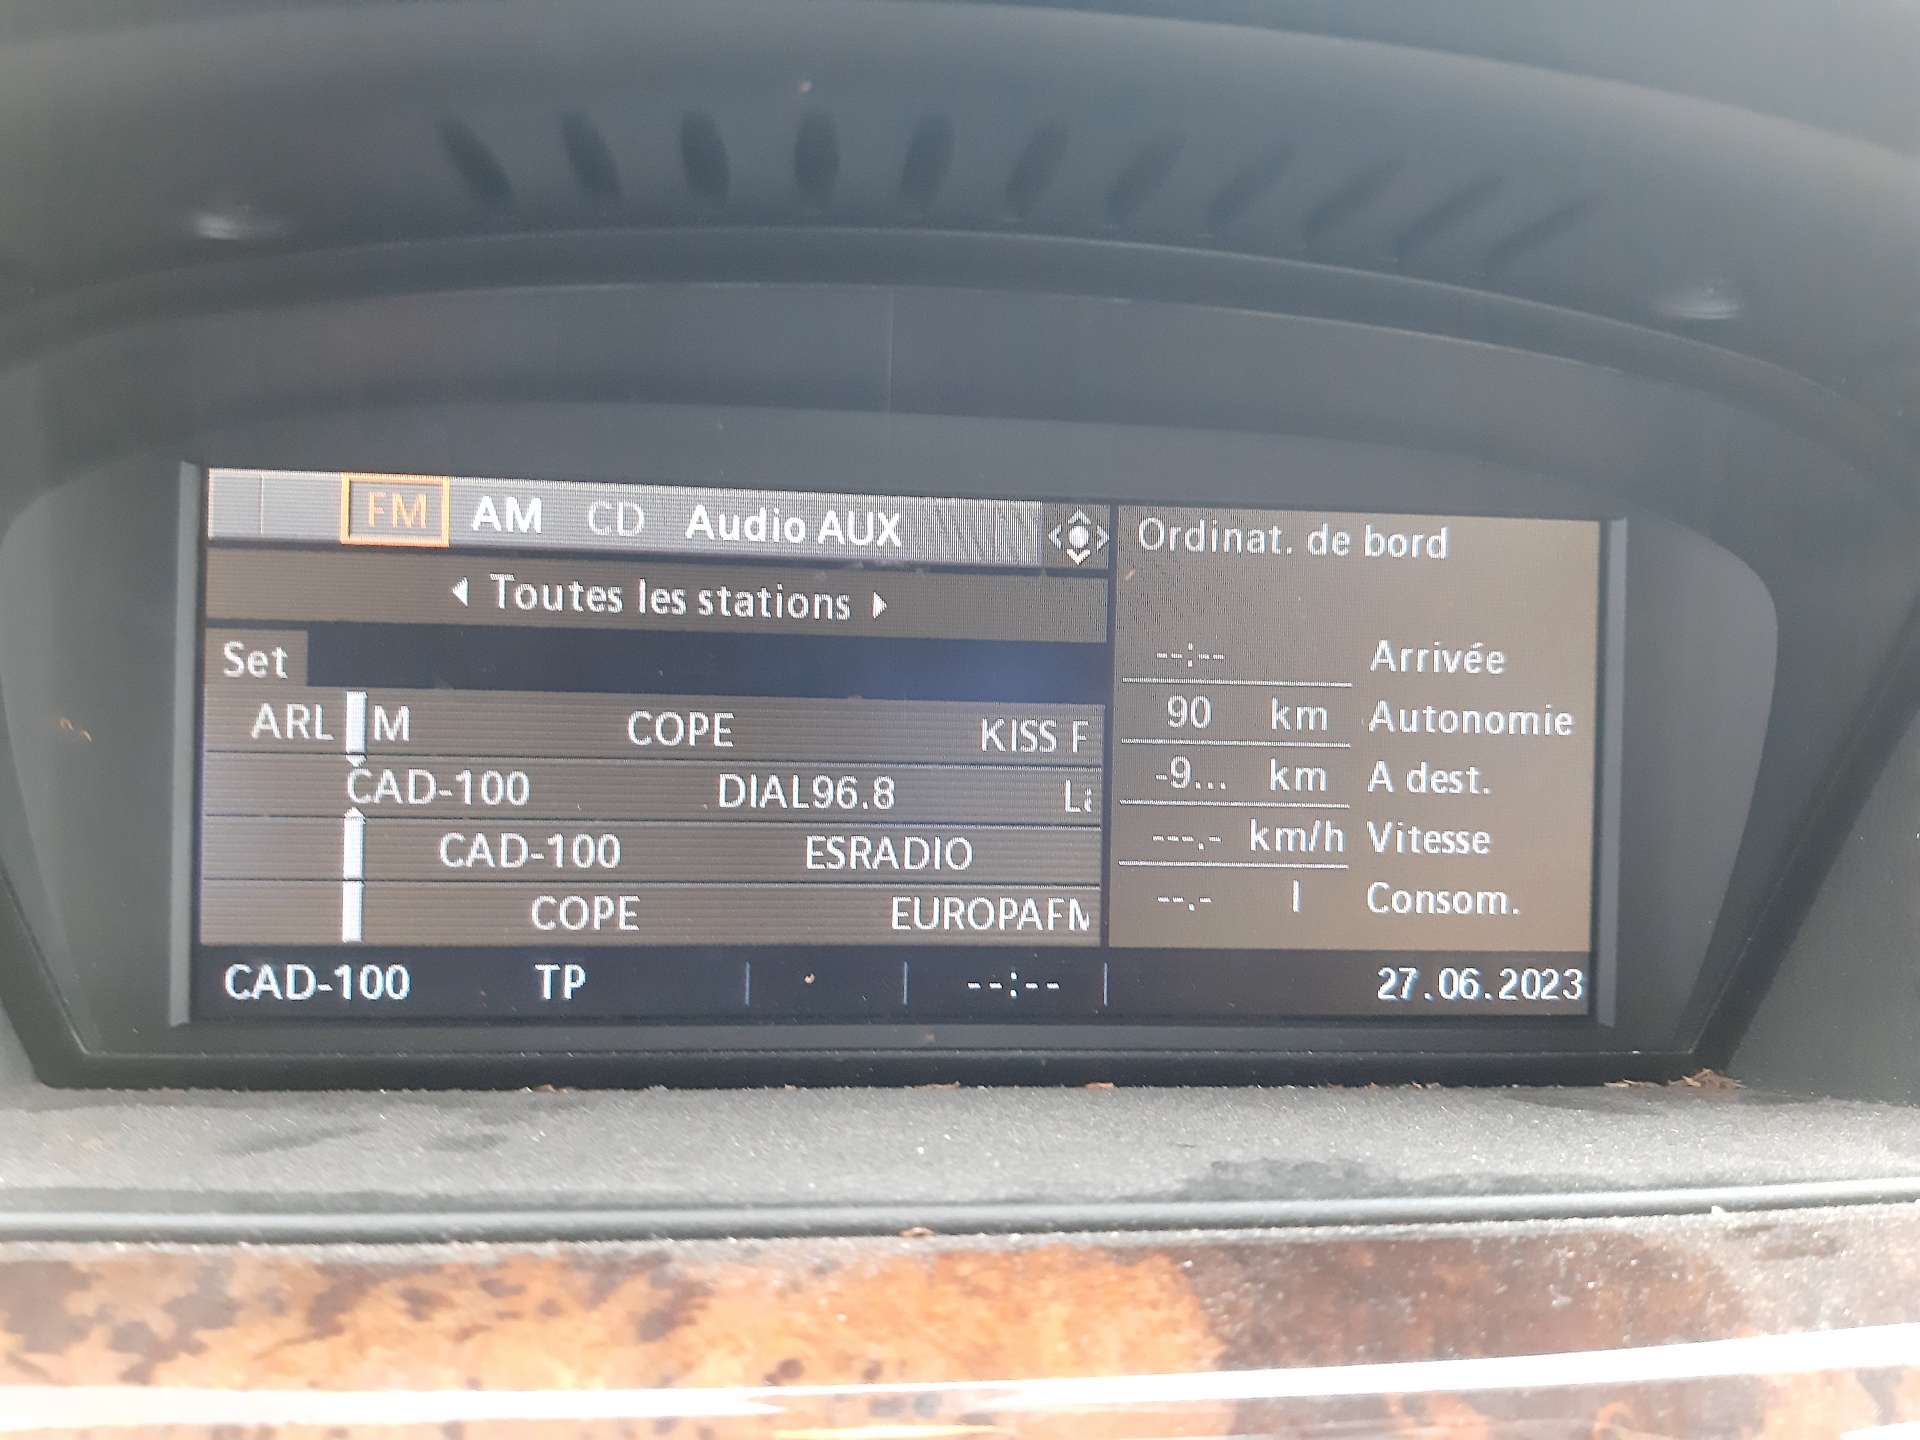 FM AM CD Audio AUX
Toutes les stations
Set
ARL M COPE KISS F
CAD-100 DIAL96.8 La
CAD-100 ESRADIO
COPE EUROPAFM
CAD-100 TP --:-- 27.06.2023
Ordinat. de bord
--:-- Arrivée
90 km Autonomie
-9... km A dest.
---.- km/h Vitesse
--.- l Consom.